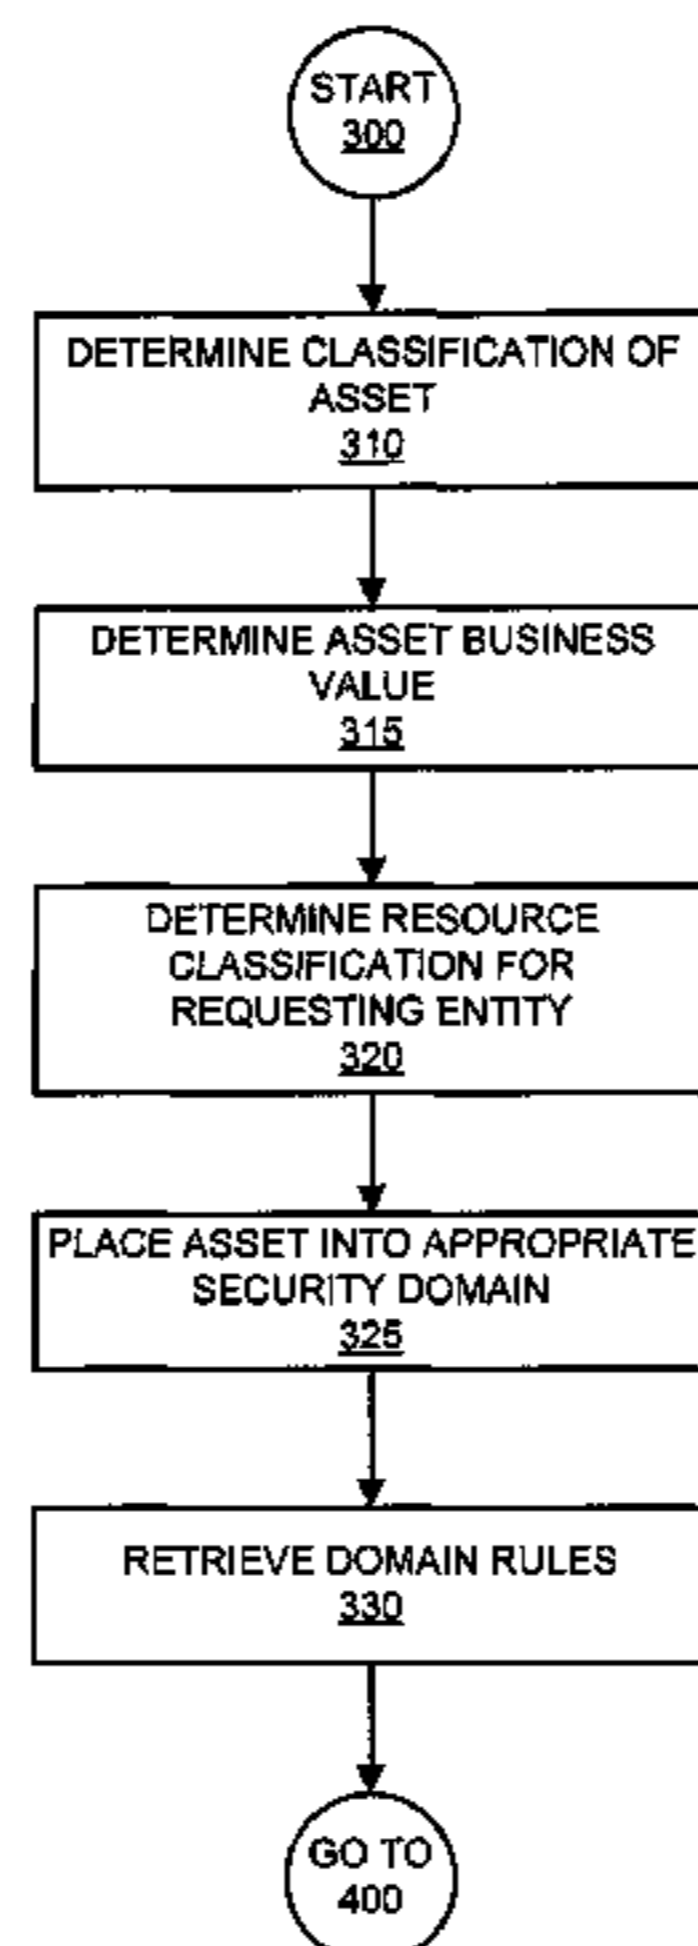 START
300
DETERMINE CLASSIFICATION OF
ASSET
310
DETERMINE ASSET BUSINESS
VALUE
315
DETERMINE RESOURCE
CLASSIFICATION FOR
REQUESTING ENTITY
320
PLACE ASSET INTO APPROPRIATE
SECURITY DOMAIN
325
RETRIEVE DOMAIN RULES
330
GO TO
400